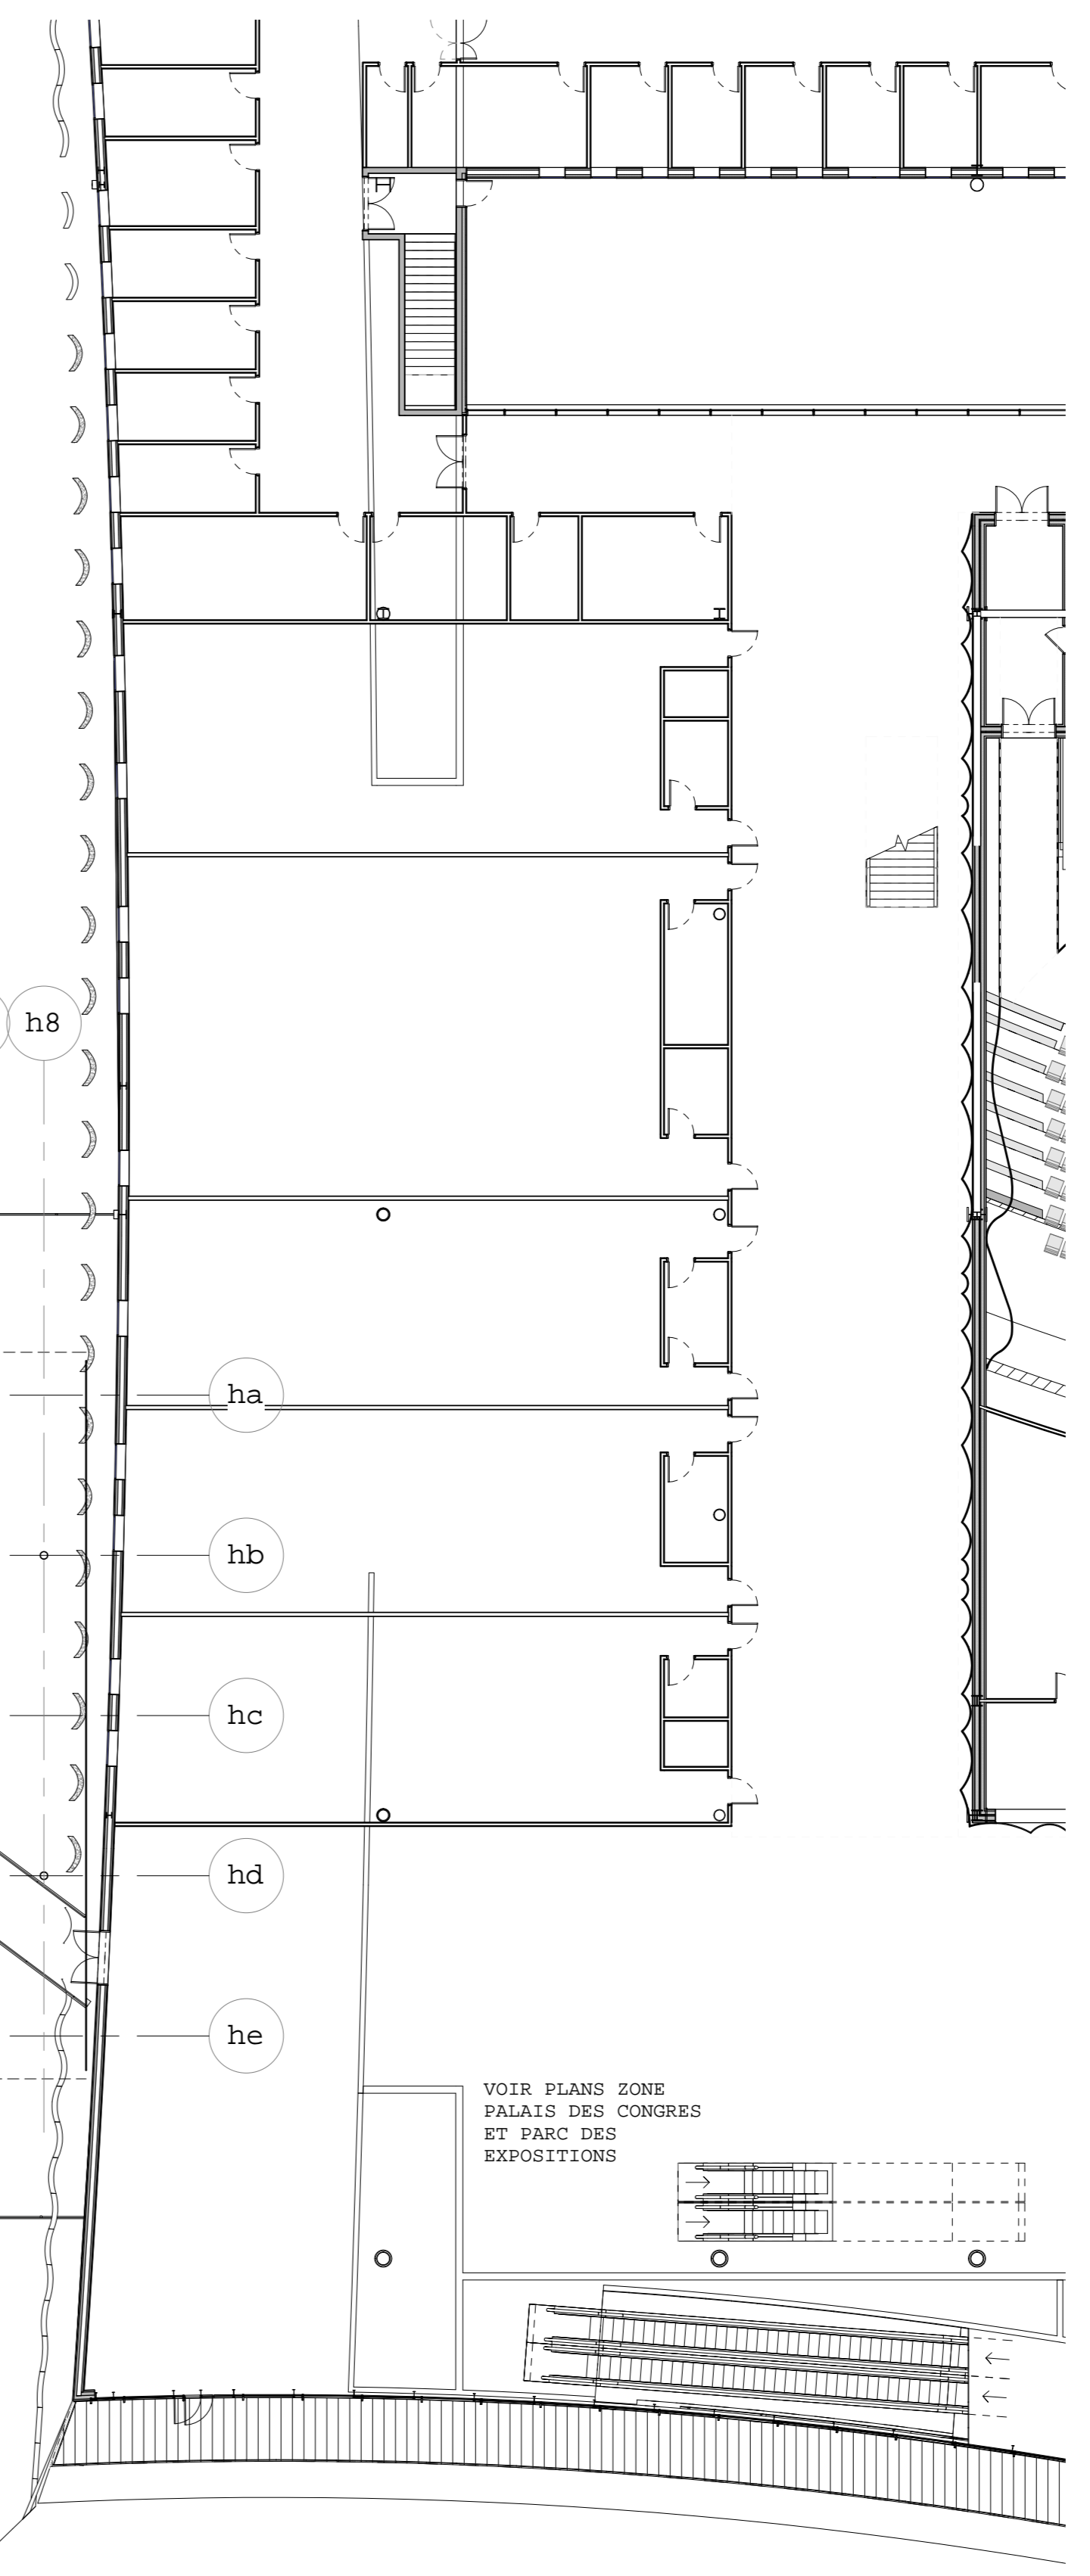 h8
ha
hb
hc
hd
he
VOIR PLANS ZONE
PALAIS DES CONGRES
ET PARC DES
EXPOSITIONS